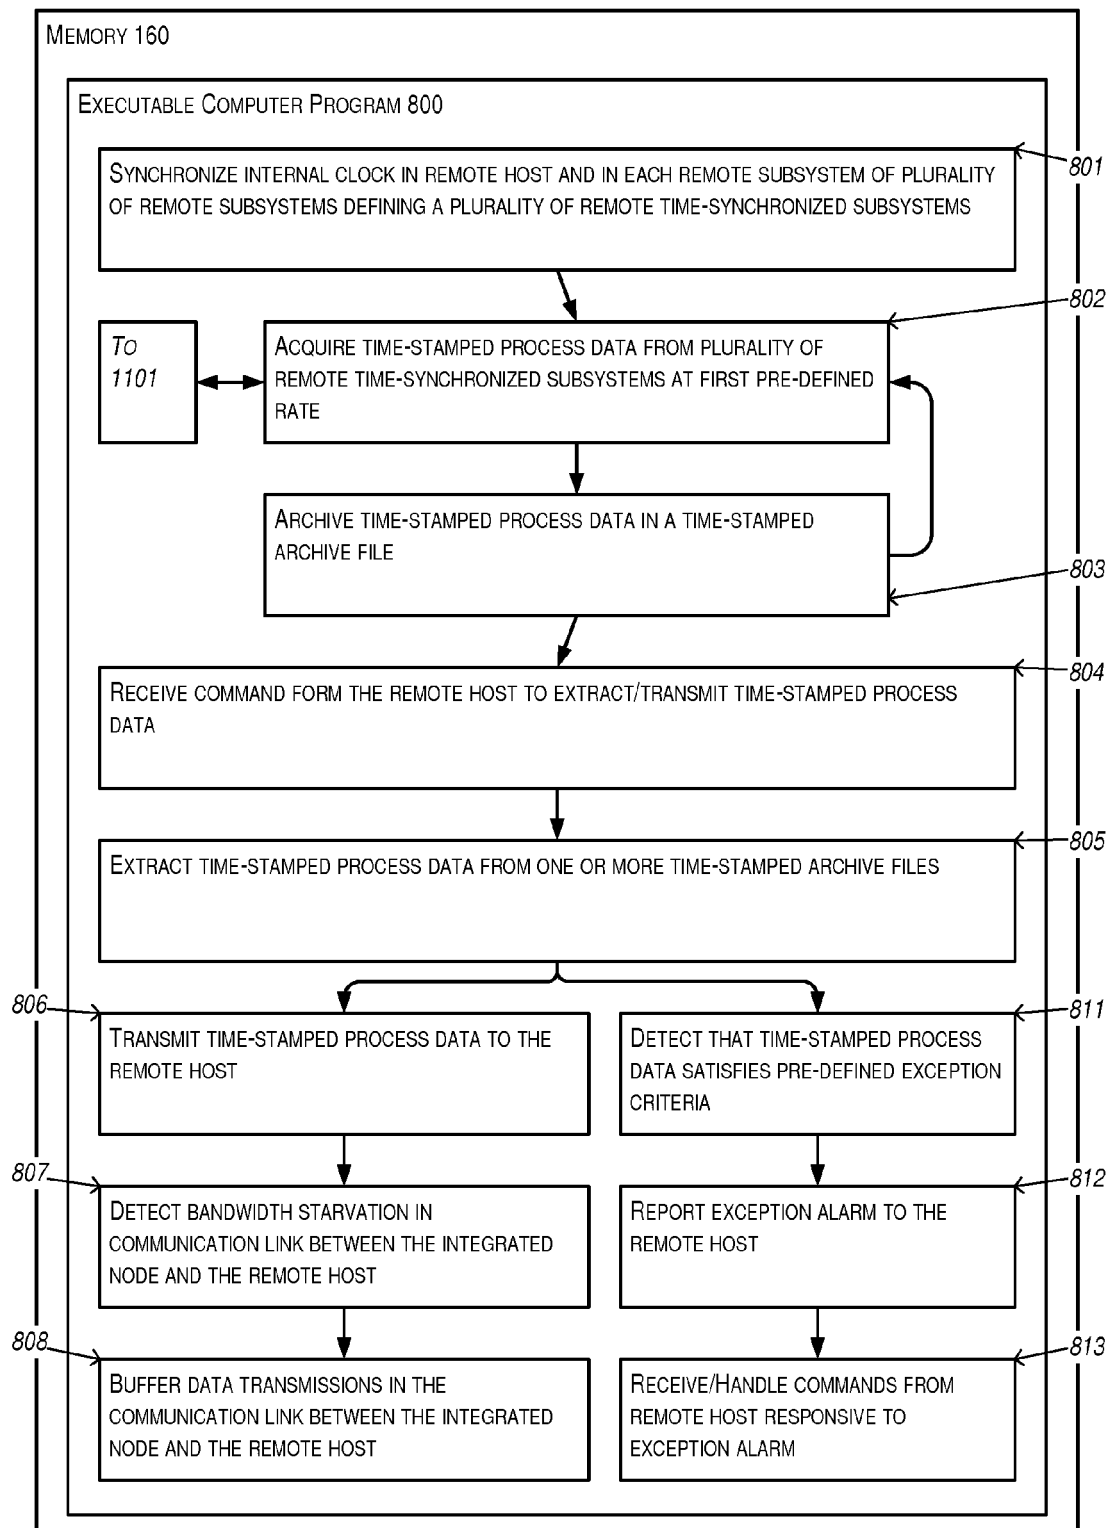 MEMORY 160
EXECUTABLE COMPUTER PROGRAM 800
801
SYNCHRONIZE INTERNAL CLOCK IN REMOTE HOST AND IN EACH REMOTE SUBSYSTEM OF PLURALITY
OF REMOTE SUBSYSTEMS DEFINING A PLURALITY OF REMOTE TIME-SYNCHRONIZED SUBSYSTEMS
802
TO
1101
ACQUIRE TIME-STAMPED PROCESS DATA FROM PLURALITY OF
REMOTE TIME-SYNCHRONIZED SUBSYSTEMS AT FIRST PRE-DEFINED
RATE
ARCHIVE TIME-STAMPED PROCESS DATA IN A TIME-STAMPED
ARCHIVE FILE
803
804
RECEIVE COMMAND FORM THE REMOTE HOST TO EXTRACT/TRANSMIT TIME-STAMPED PROCESS
DATA
805
EXTRACT TIME-STAMPED PROCESS DATA FROM ONE OR MORE TIME-STAMPED ARCHIVE FILES
806
TRANSMIT TIME-STAMPED PROCESS DATA TO THE
REMOTE HOST
811
DETECT THAT TIME-STAMPED PROCESS
DATA SATISFIES PRE-DEFINED EXCEPTION
CRITERIA
807
DETECT BANDWIDTH STARVATION IN
COMMUNICATION LINK BETWEEN THE INTEGRATED
NODE AND THE REMOTE HOST
812
REPORT EXCEPTION ALARM TO THE
REMOTE HOST
808
BUFFER DATA TRANSMISSIONS IN THE
COMMUNICATION LINK BETWEEN THE INTEGRATED
NODE AND THE REMOTE HOST
813
RECEIVE/HANDLE COMMANDS FROM
REMOTE HOST RESPONSIVE TO
EXCEPTION ALARM